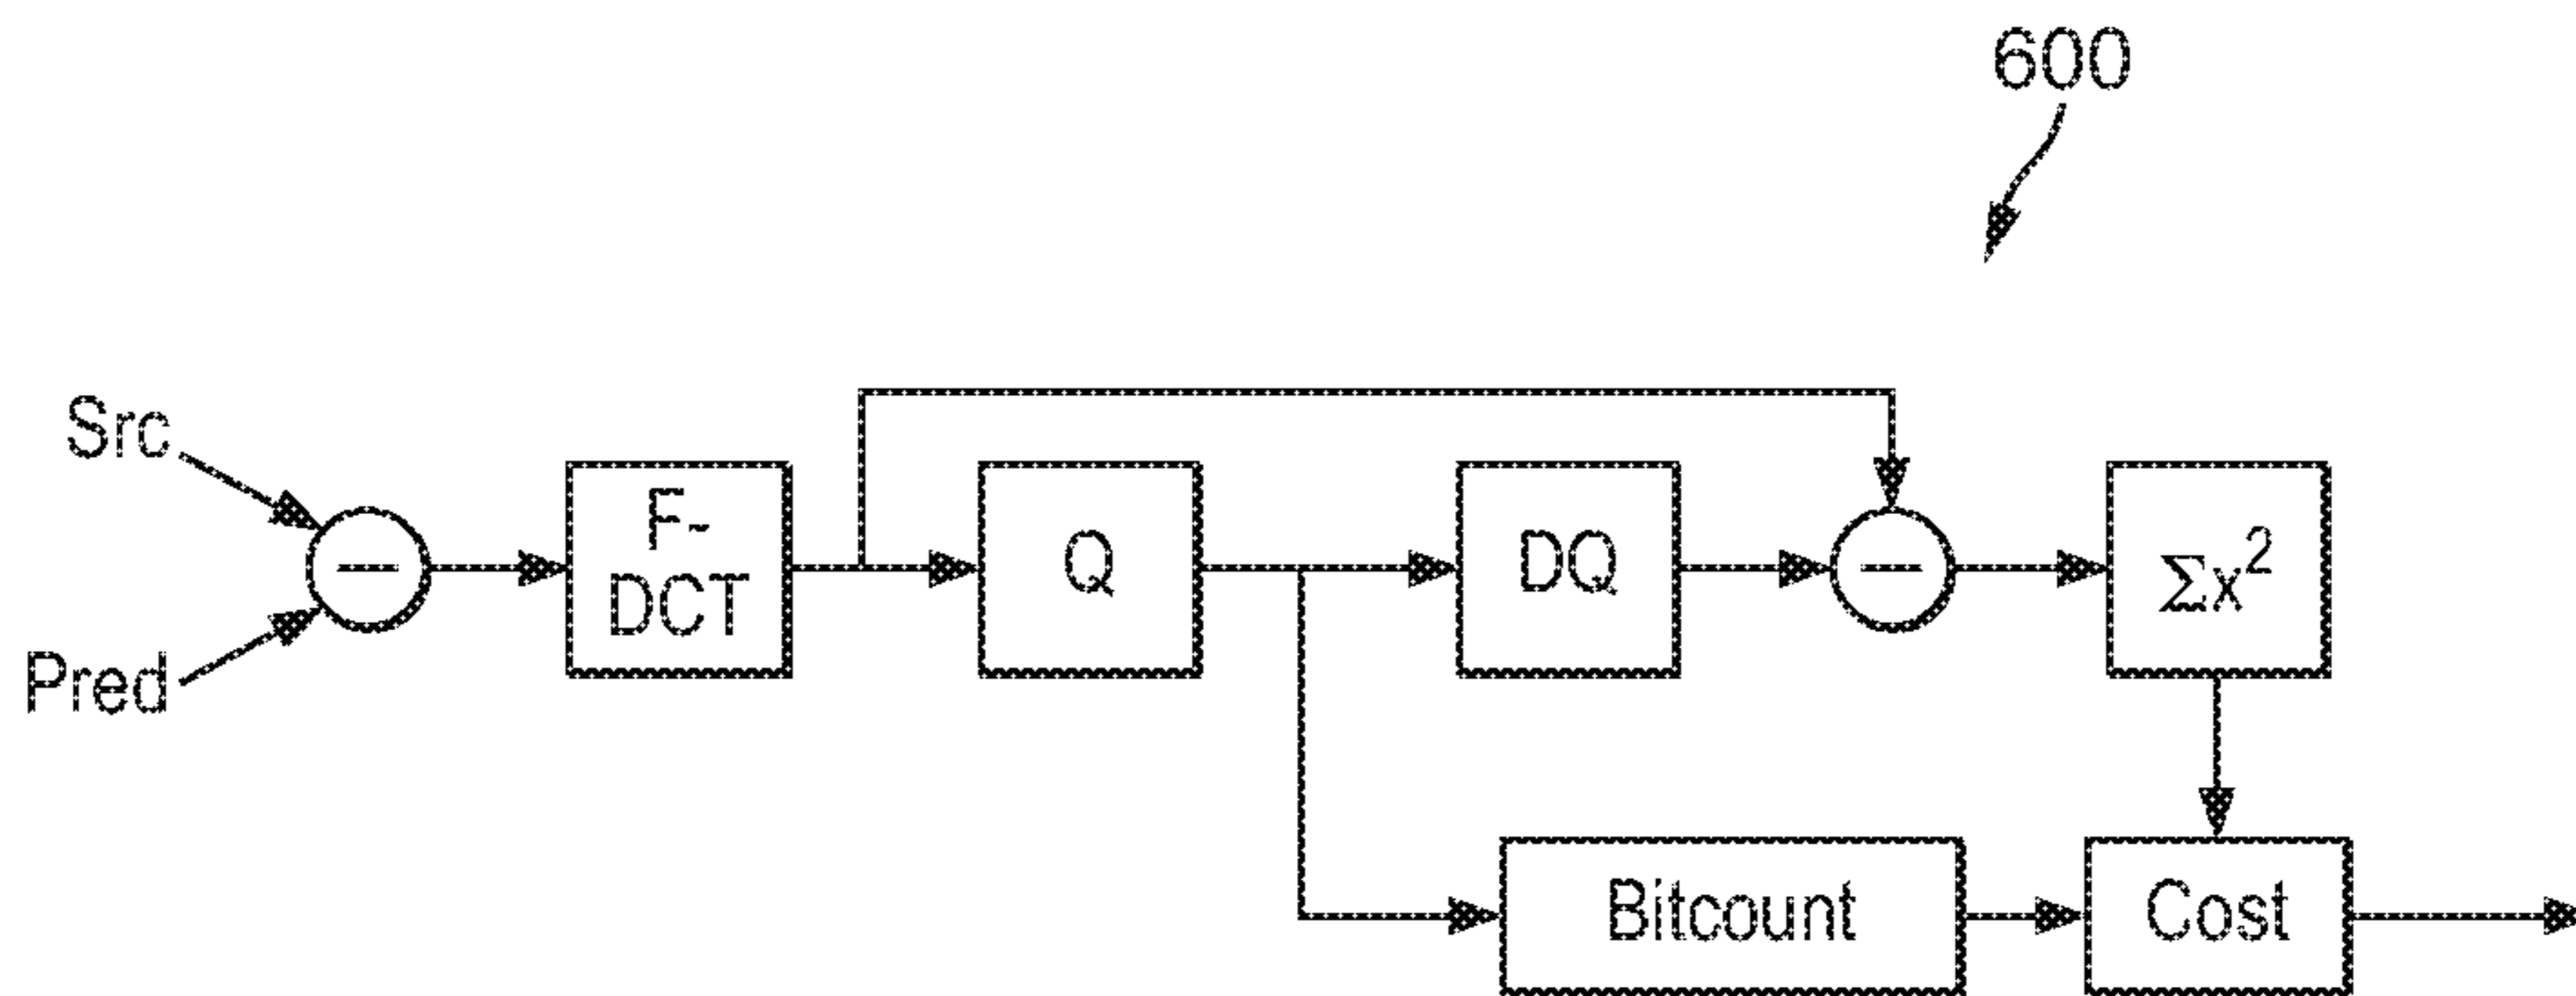 600
Src
Pred
−
F-
DCT
Q
DQ
−
Σx²
Bitcount
Cost